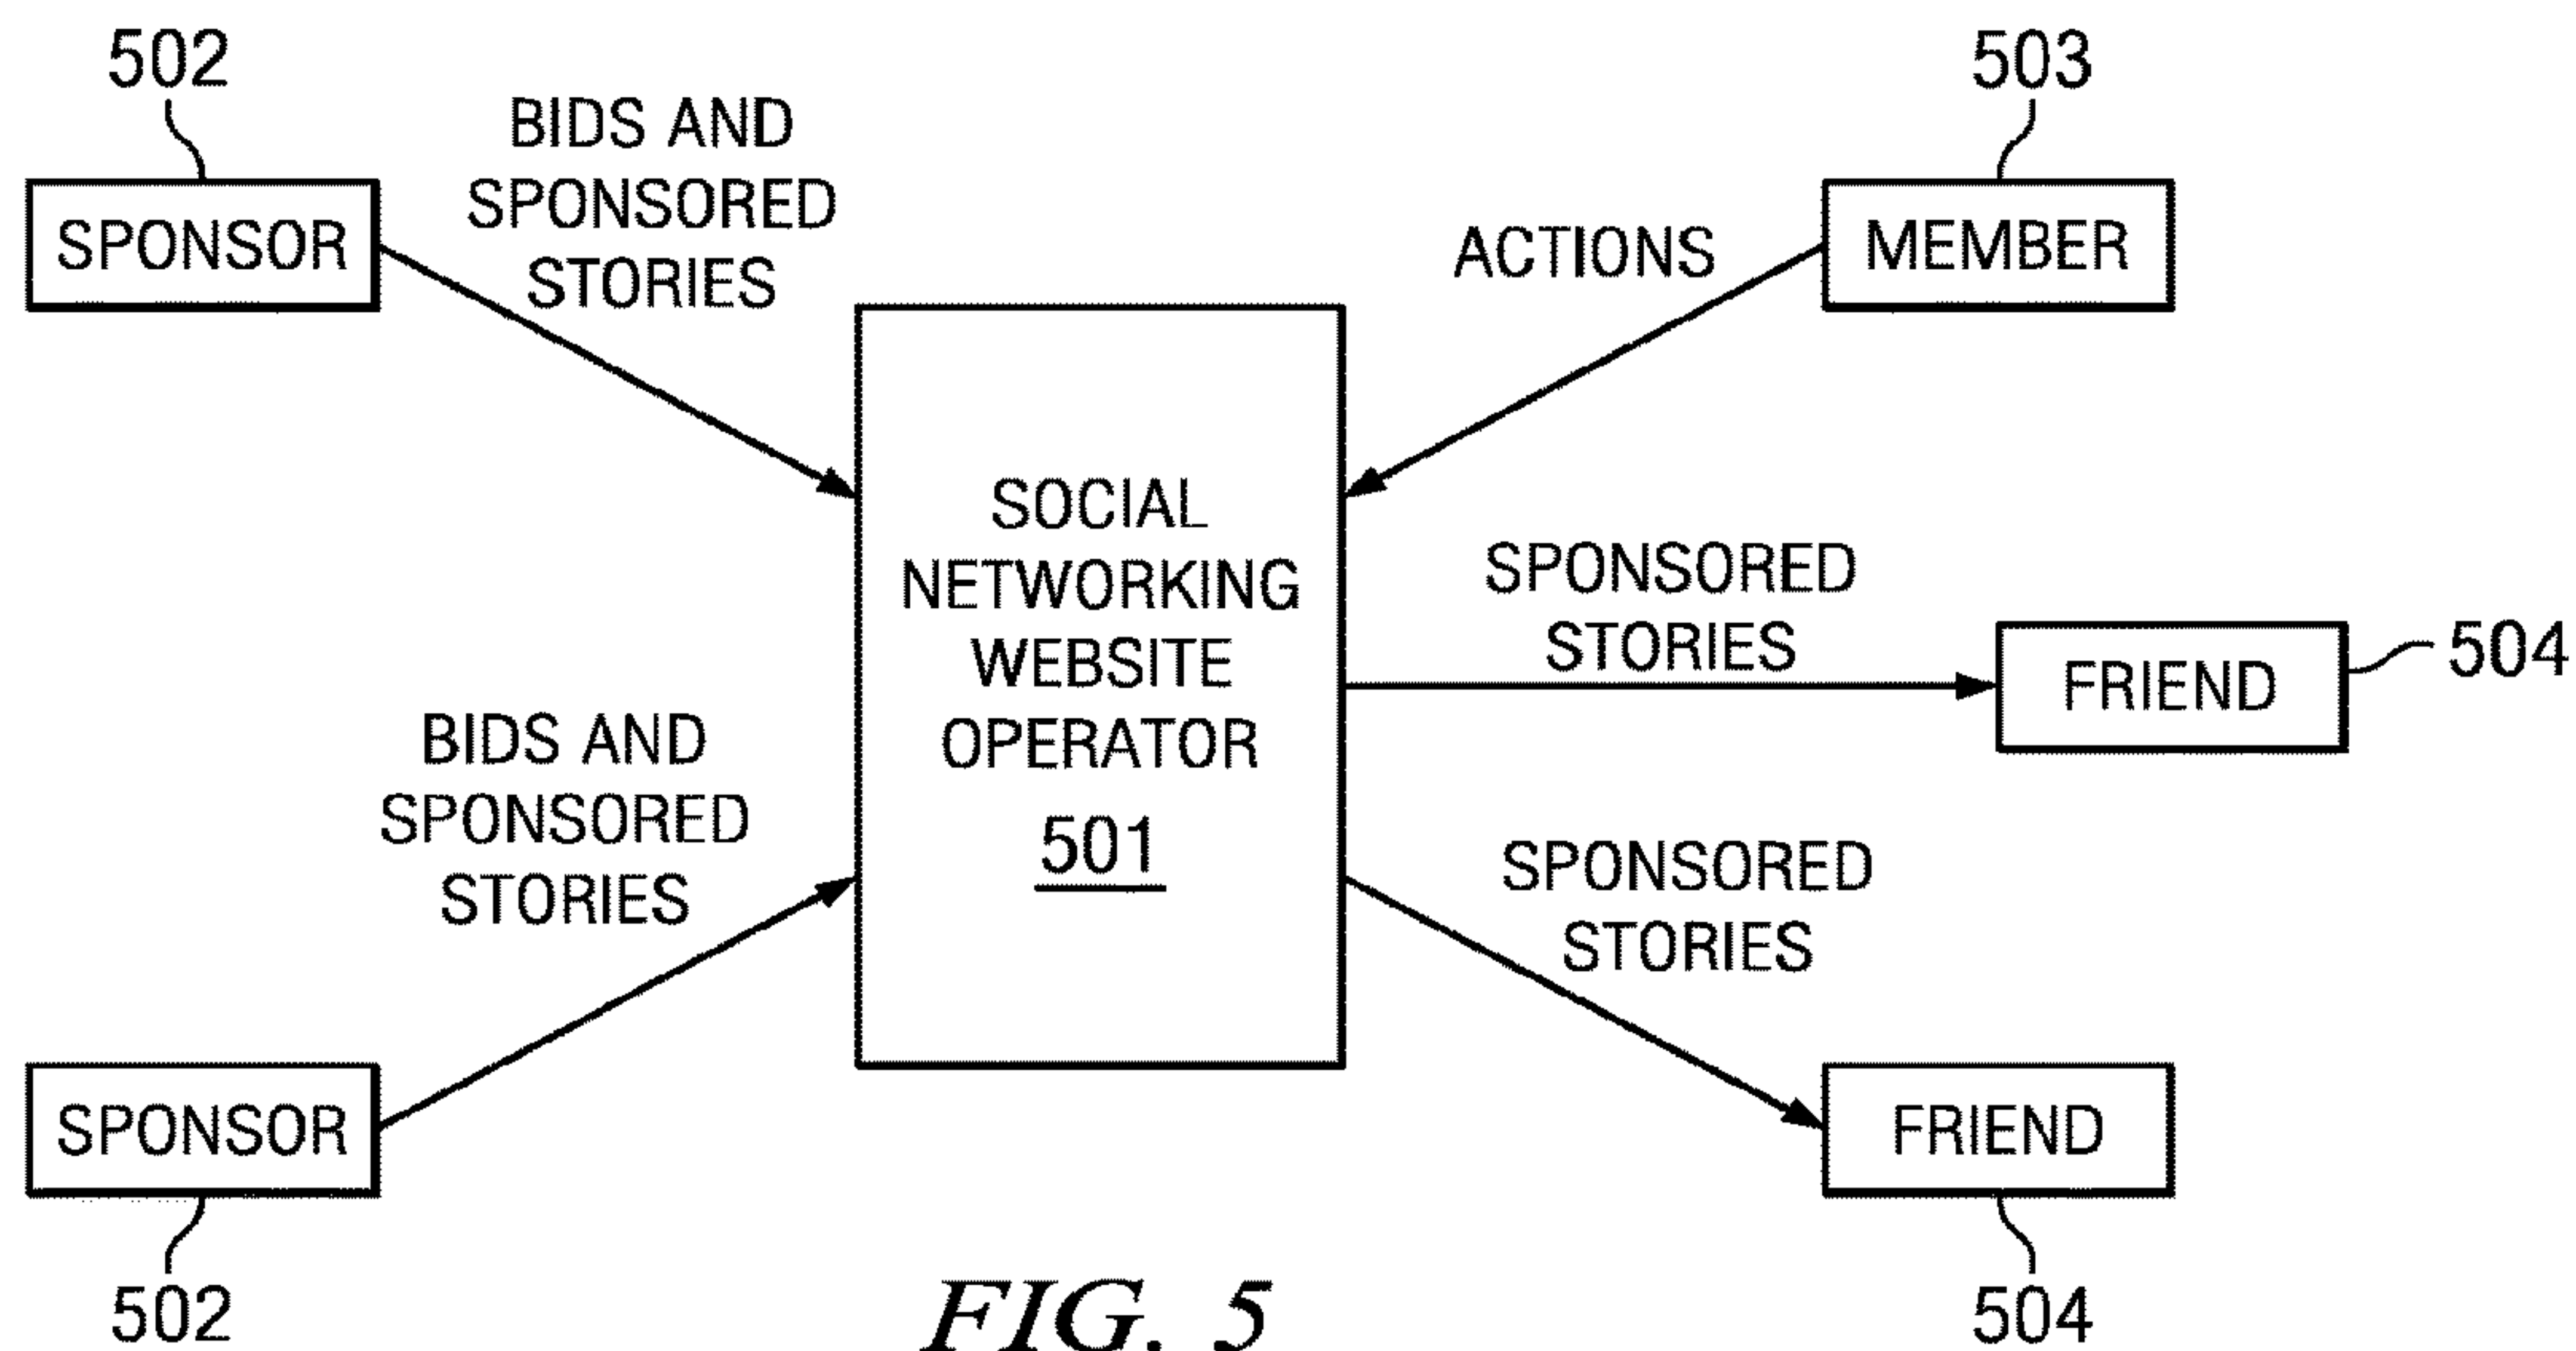 502
BIDS AND
SPONSORED
STORIES
SPONSOR
503
MEMBER
ACTIONS
SOCIAL
NETWORKING
WEBSITE
OPERATOR
501
SPONSORED
STORIES
FRIEND
504
BIDS AND
SPONSORED
STORIES
SPONSOR
502
SPONSORED
STORIES
FRIEND
504
FIG. 5